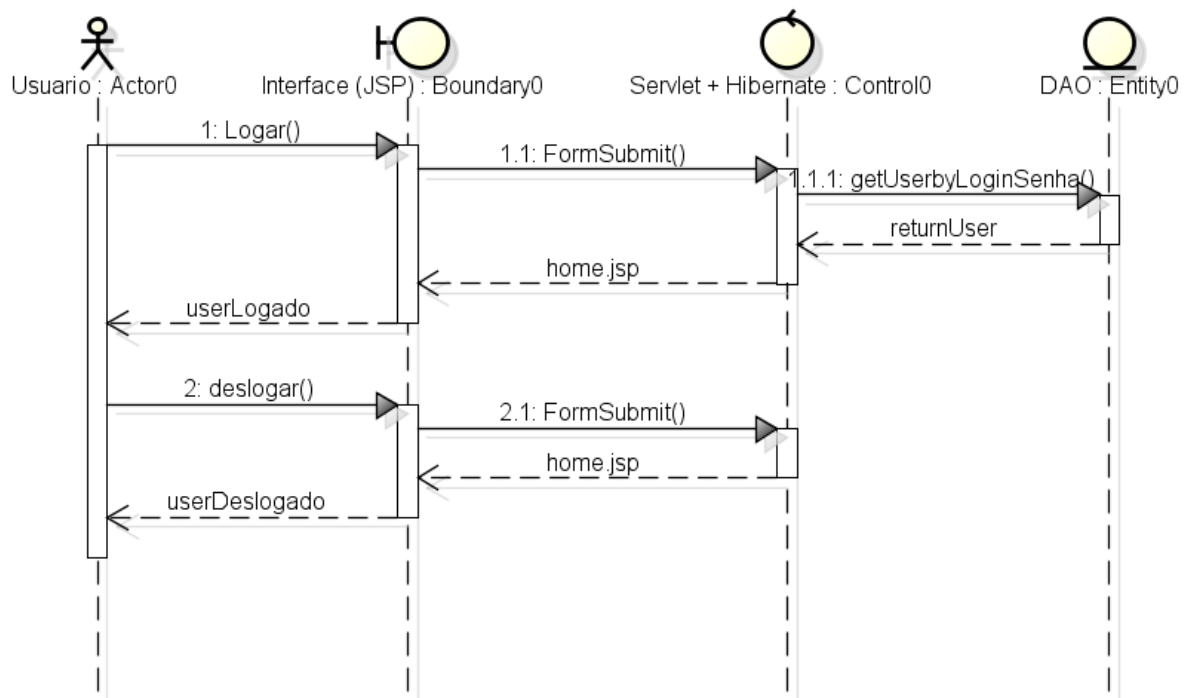 Usuario : Actor0
Interface (JSP) : Boundary0
Servlet + Hibernate : Control0
DAO : Entity0
1: Logar()
1.1: FormSubmit()
1.1.1: getUserbyLoginSenha()
returnUser
home.jsp
userLogado
2: deslogar()
2.1: FormSubmit()
home.jsp
userDeslogado